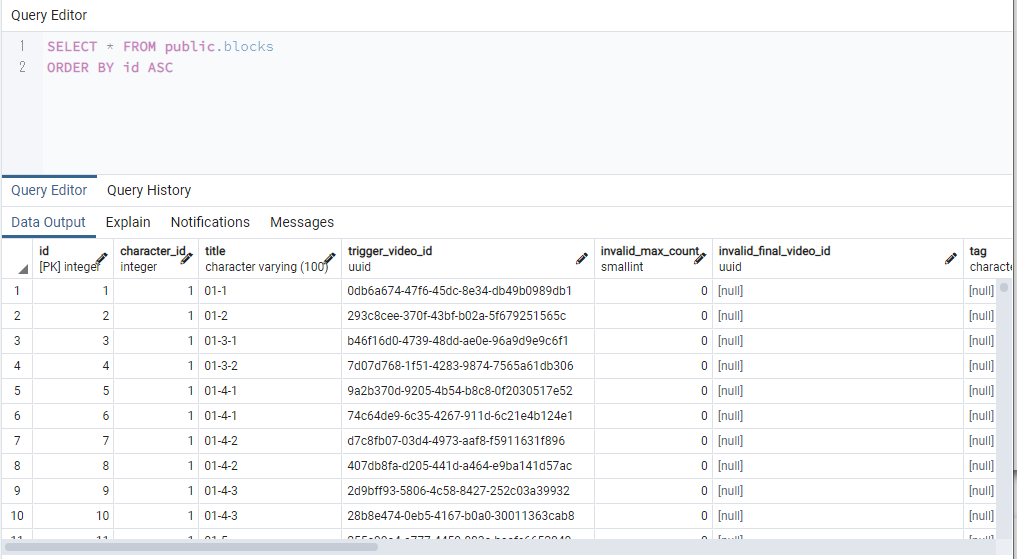 Query Editor
1 SELECT * FROM public.blocks
2 ORDER BY id ASC
Query Editor Query History
Data Output Explain Notifications Messages
id character_id title trigger_video_id invalid_max_count invalid_final_video_id tag
[PK] integer integer character varying (100) uuid smallint uuid characte
1 1 1 01-1 0db6a674-47f6-45dc-8e34-db49b0989db1 0 [null] [null]
2 2 1 01-2 293c8cee-370f-43bf-b02a-5f679251565c 0 [null] [null]
3 3 1 01-3-1 b46f16d0-4739-48dd-ae0e-96a9d9e9c6f1 0 [null] [null]
4 4 1 01-3-2 7d07d768-1f51-4283-9874-7565a61db306 0 [null] [null]
5 5 1 01-4-1 9a2b370d-9205-4b54-b8c8-0f2030517e52 0 [null] [null]
6 6 1 01-4-1 74c64de9-6c35-4267-911d-6c21e4b124e1 0 [null] [null]
7 7 1 01-4-2 d7c8fb07-03d4-4973-aaf8-f5911631f896 0 [null] [null]
8 8 1 01-4-2 407db8fa-d205-441d-a464-e9ba141d57ac 0 [null] [null]
9 9 1 01-4-3 2d9bff93-5806-4c58-8427-252c03a39932 0 [null] [null]
10 10 1 01-4-3 28b8e474-0eb5-4167-b0a0-30011363cab8 0 [null] [null]